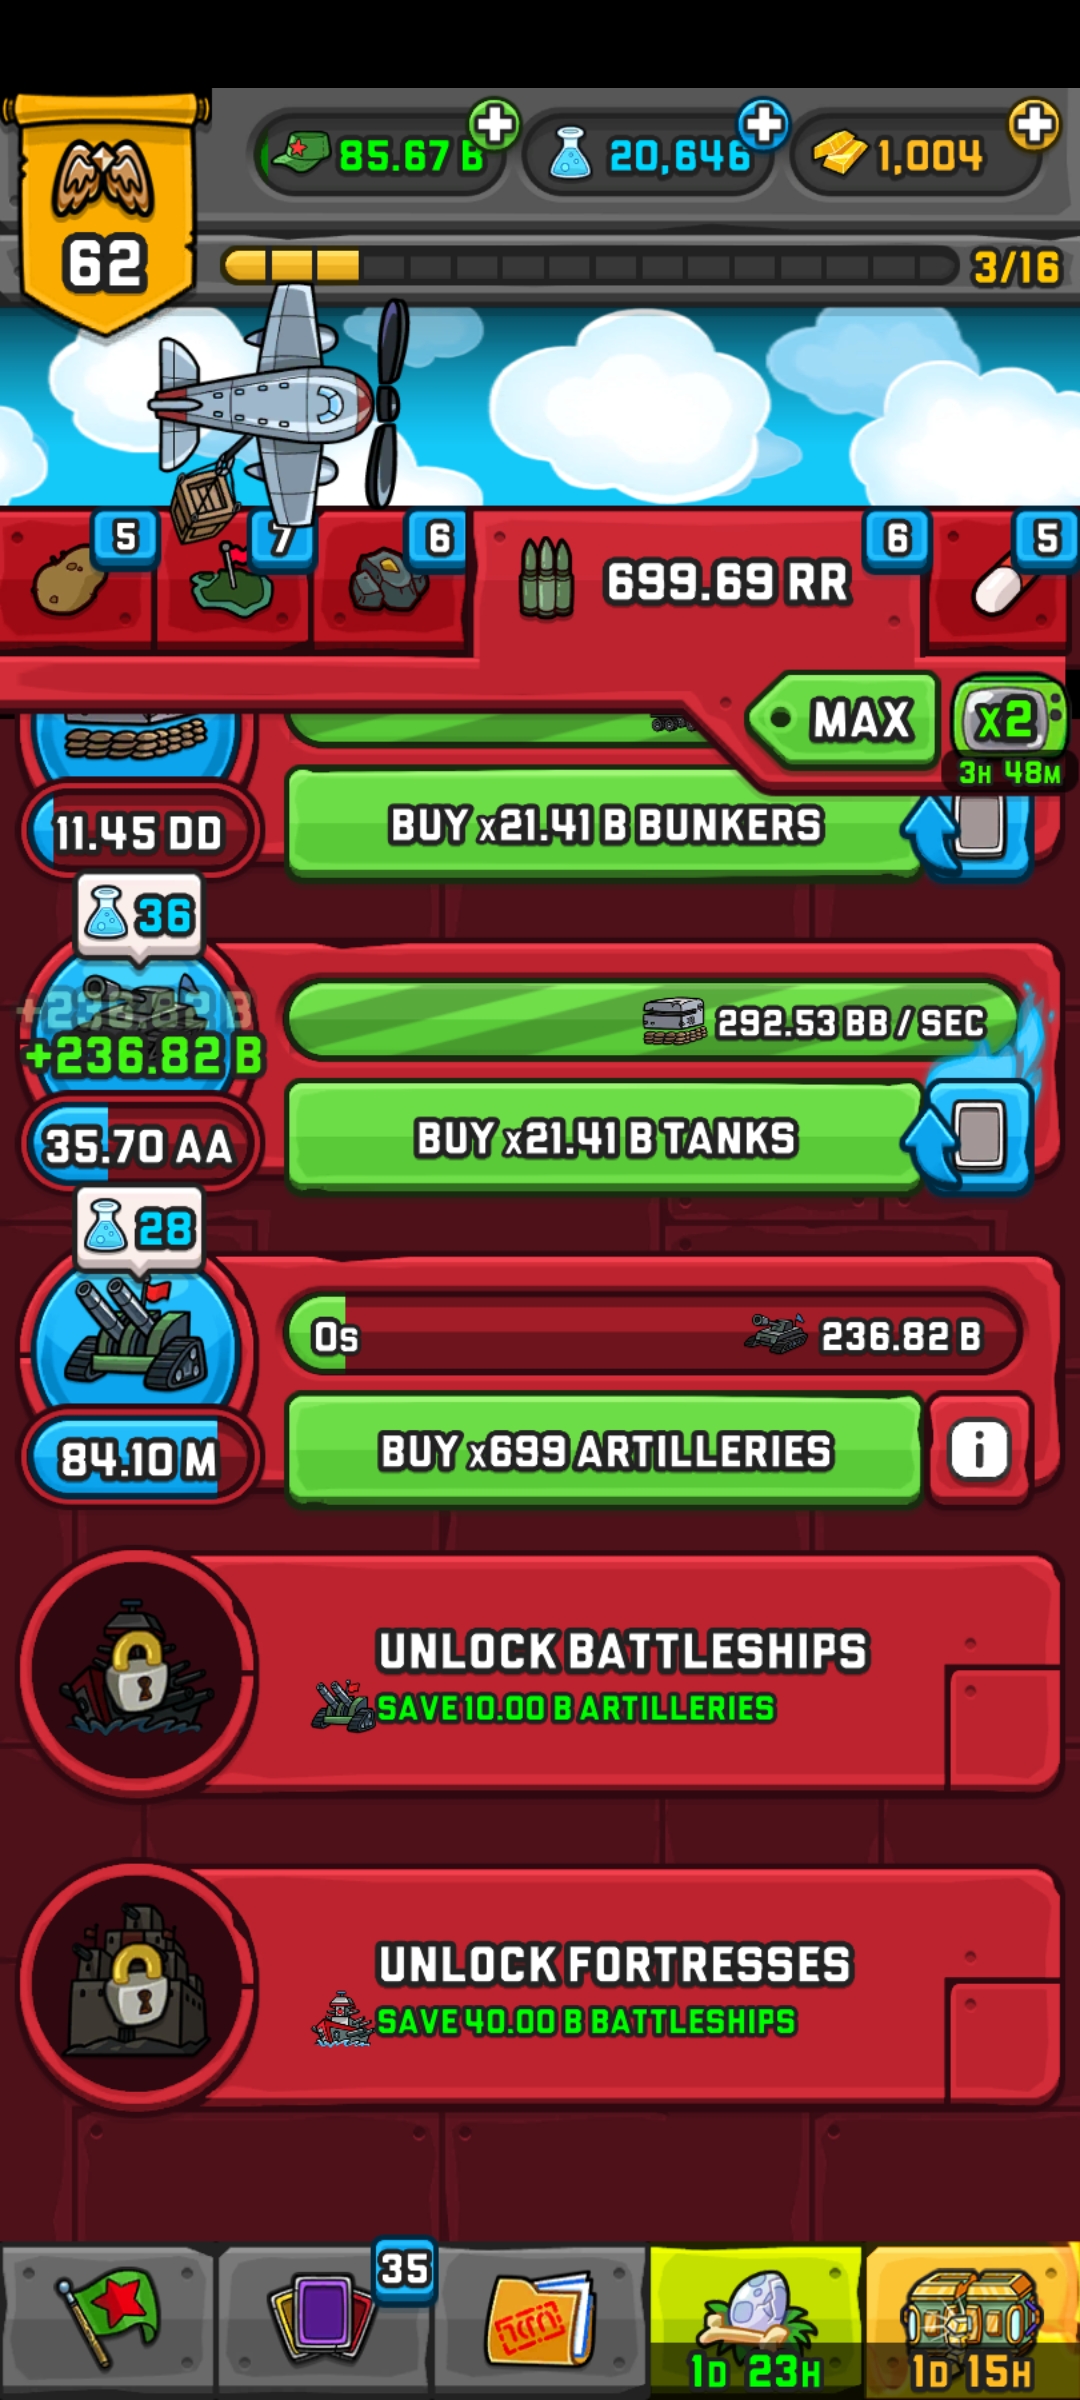 85.67 B
20,646
1,004
62
3/16
5
7
6
699.69 RR
6
5
MAX
x2
3H 48M
11.45 DD
BUY x21.41 B BUNKERS
36
+236.82 B
+236.82 B
292.53 BB / SEC
35.70 AA
BUY x21.41 B TANKS
28
0s
236.82 B
84.10 M
BUY x699 ARTILLERIES
i
UNLOCK BATTLESHIPS
SAVE 10.00 B ARTILLERIES
UNLOCK FORTRESSES
SAVE 40.00 B BATTLESHIPS
35
1D 23H
1D 15H